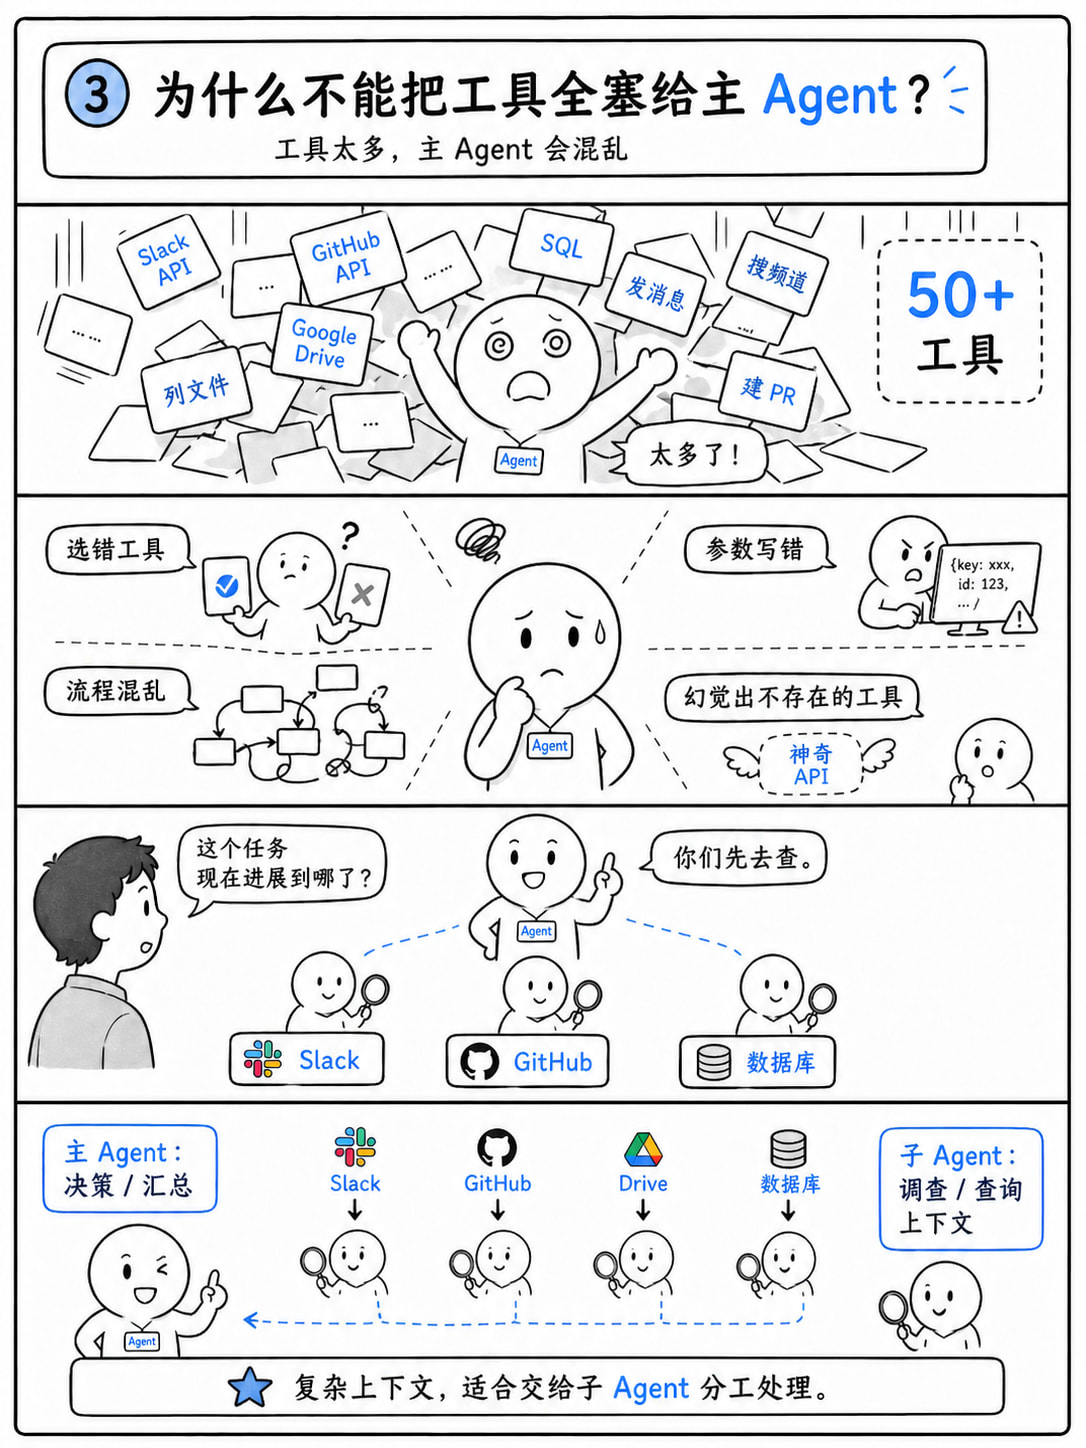 3 为什么不能把工具全塞给主 Agent？
工具太多，主 Agent 会混乱
Slack
API
GitHub
API
... ...
SQL
发消息
搜频道
...
... ...
Google
Drive
列文件
...
建 PR
50+
工具
太多了！
Agent
选错工具
?
参数写错
{key: xxx,
id: 123,
... /
!
流程混乱
Agent
幻觉出不存在的工具
神奇
API
这个任务
现在进展到哪了？
你们先去查。
Agent
Slack
GitHub
数据库
主 Agent：
决策 / 汇总
Slack
GitHub
Drive
数据库
子 Agent：
调查 / 查询
上下文
Agent
复杂上下文，适合交给子 Agent 分工处理。